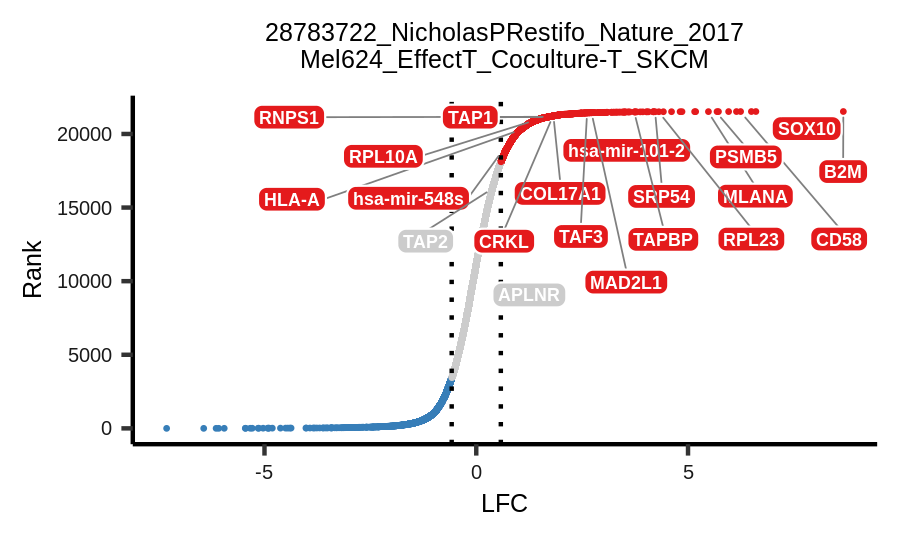 28783722_NicholasPRestifo_Nature_2017
Mel624_EffectT_Coculture-T_SKCM
Rank
20000
15000
10000
5000
0
RNPS1
TAP1
SOX10
RPL10A
hsa-mir-101-2
PSMB5
B2M
HLA-A
hsa-mir-548s
COL17A1
SRP54
MLANA
TAP2
CRKL
TAF3
TAPBP
RPL23
CD58
MAD2L1
APLNR
-5
0
5
LFC